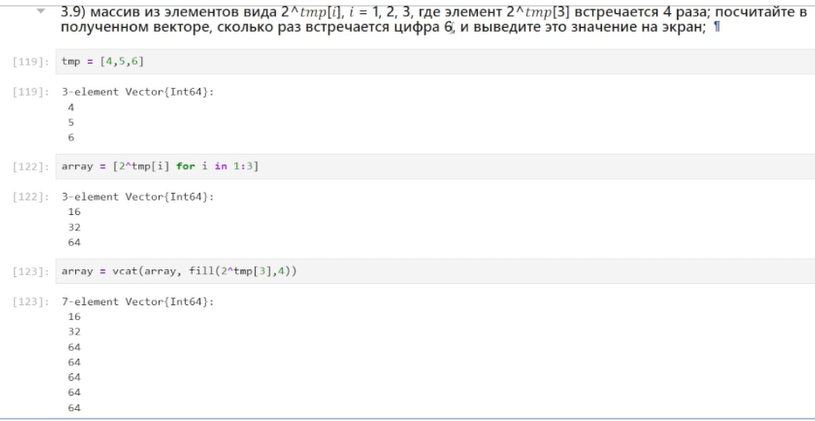 3.9) массив из элементов вида 2^tmp[i], i = 1, 2, 3, где элемент 2^tmp[3] встречается 4 раза; посчитайте в
полученном векторе, сколько раз встречается цифра 6, и выведите это значение на экран; ¶
[119]: tmp = [4,5,6]
[119]: 3-element Vector{Int64}:
4
5
6
[122]: array = [2^tmp[i] for i in 1:3]
[122]: 3-element Vector{Int64}:
16
32
64
[123]: array = vcat(array, fill(2^tmp[3],4))
[123]: 7-element Vector{Int64}:
16
32
64
64
64
64
64